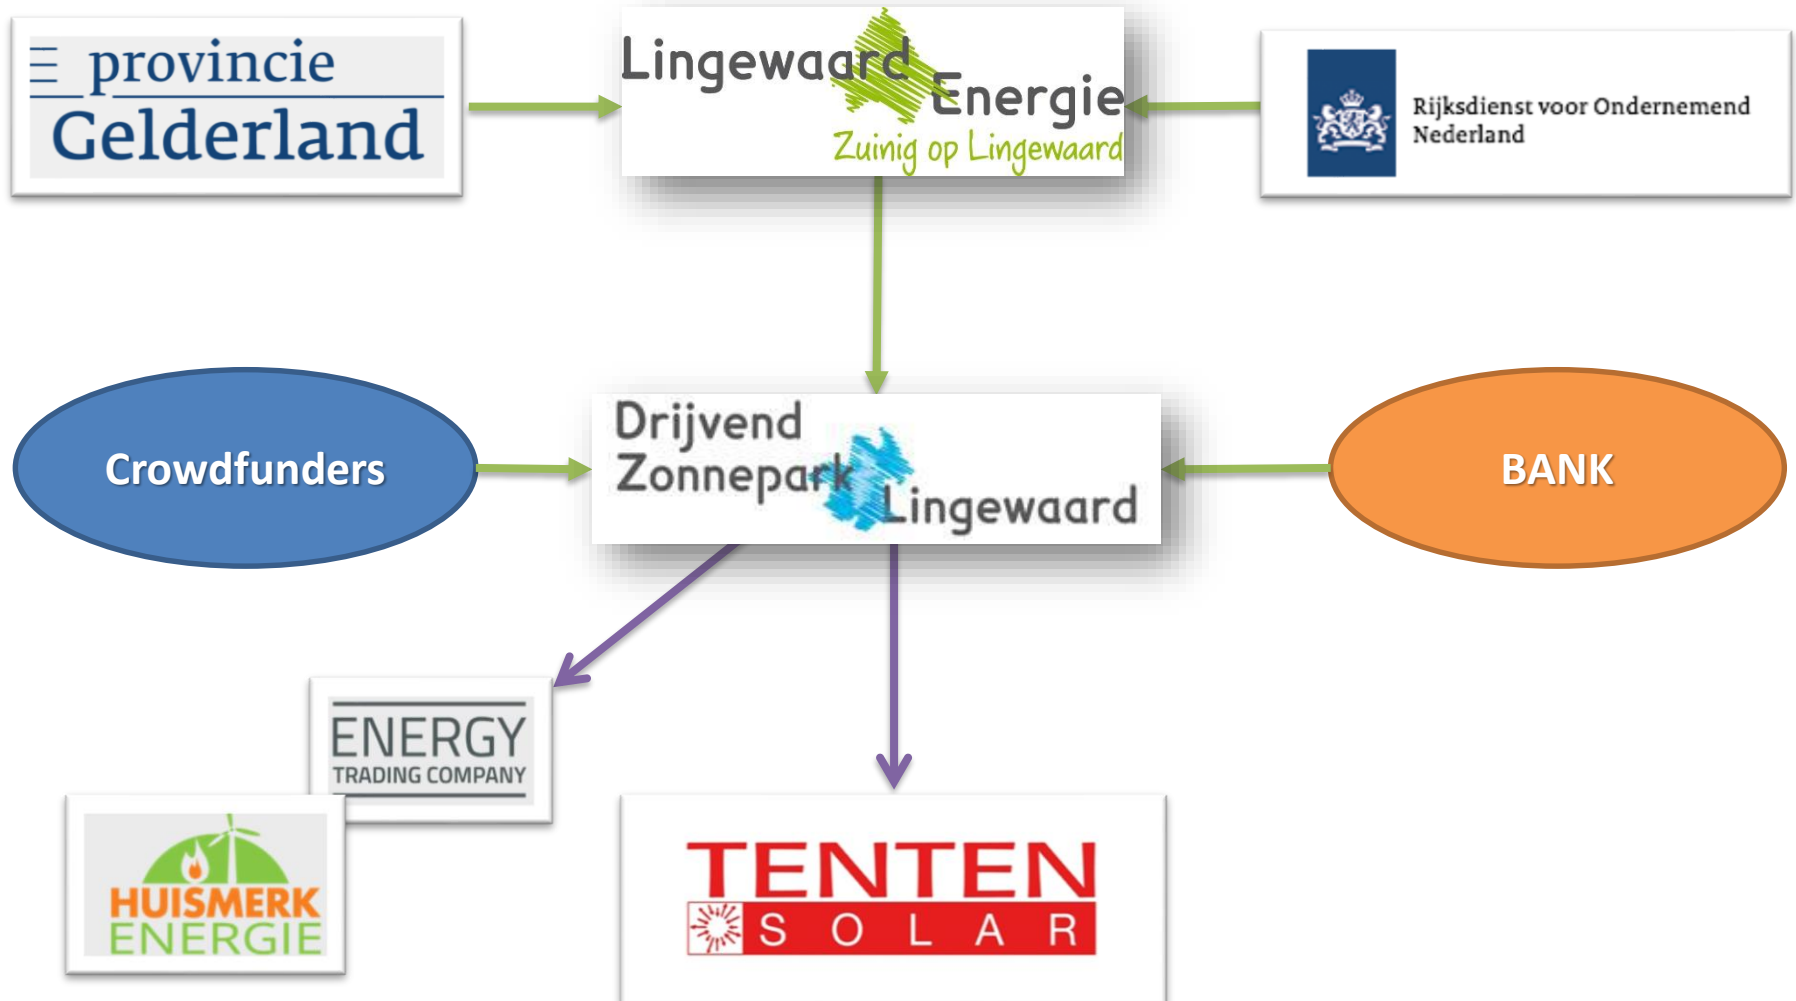 provincie
Gelderland
Lingewaard
Energie
Zuinig op Lingewaard
Rijksdienst voor Ondernemend
Nederland
Crowdfunders
Drijvend
Zonnepark
Lingewaard
BANK
ENERGY
TRADING COMPANY
HUISMERK
ENERGIE
TENTEN
SOLAR